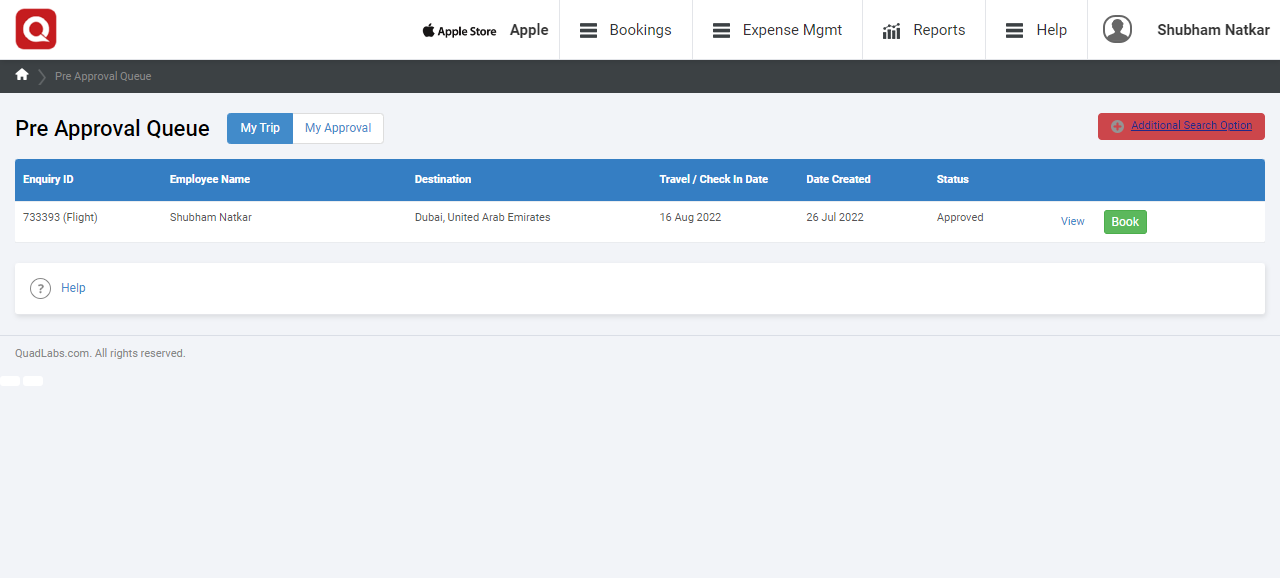 Apple Store Apple Bookings Expense Mgmt Reports Help Shubham Natkar
Pre Approval Queue
Pre Approval Queue My Trip My Approval Additional Search Option
Enquiry ID Employee Name Destination Travel / Check In Date Date Created Status
733393 (Flight) Shubham Natkar Dubai, United Arab Emirates 16 Aug 2022 26 Jul 2022 Approved View Book
? Help
QuadLabs.com. All rights reserved.